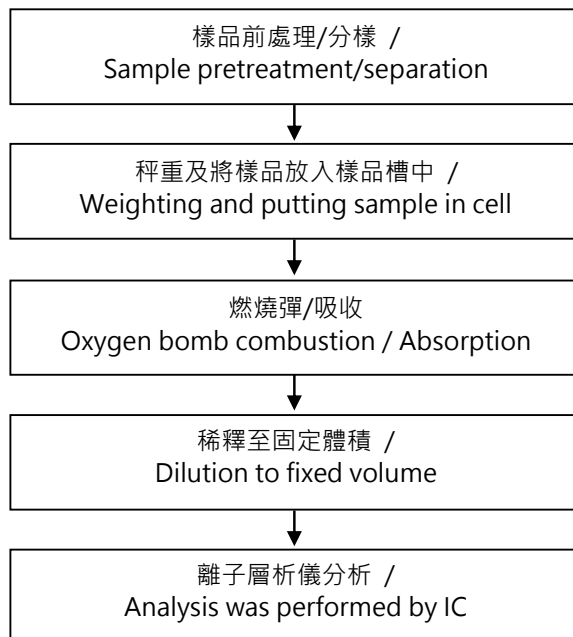 樣品前處理/分樣 /
Sample pretreatment/separation
秤重及將樣品放入樣品槽中 /
Weighting and putting sample in cell
燃燒彈/吸收
Oxygen bomb combustion / Absorption
稀釋至固定體積 /
Dilution to fixed volume
離子層析儀分析 /
Analysis was performed by IC